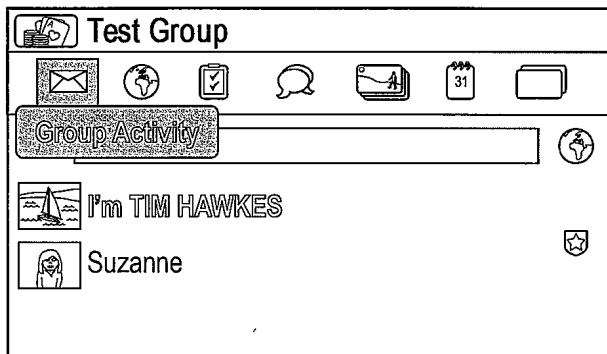 Test Group
31
Group Activity
I'm TIM HAWKES
Suzanne